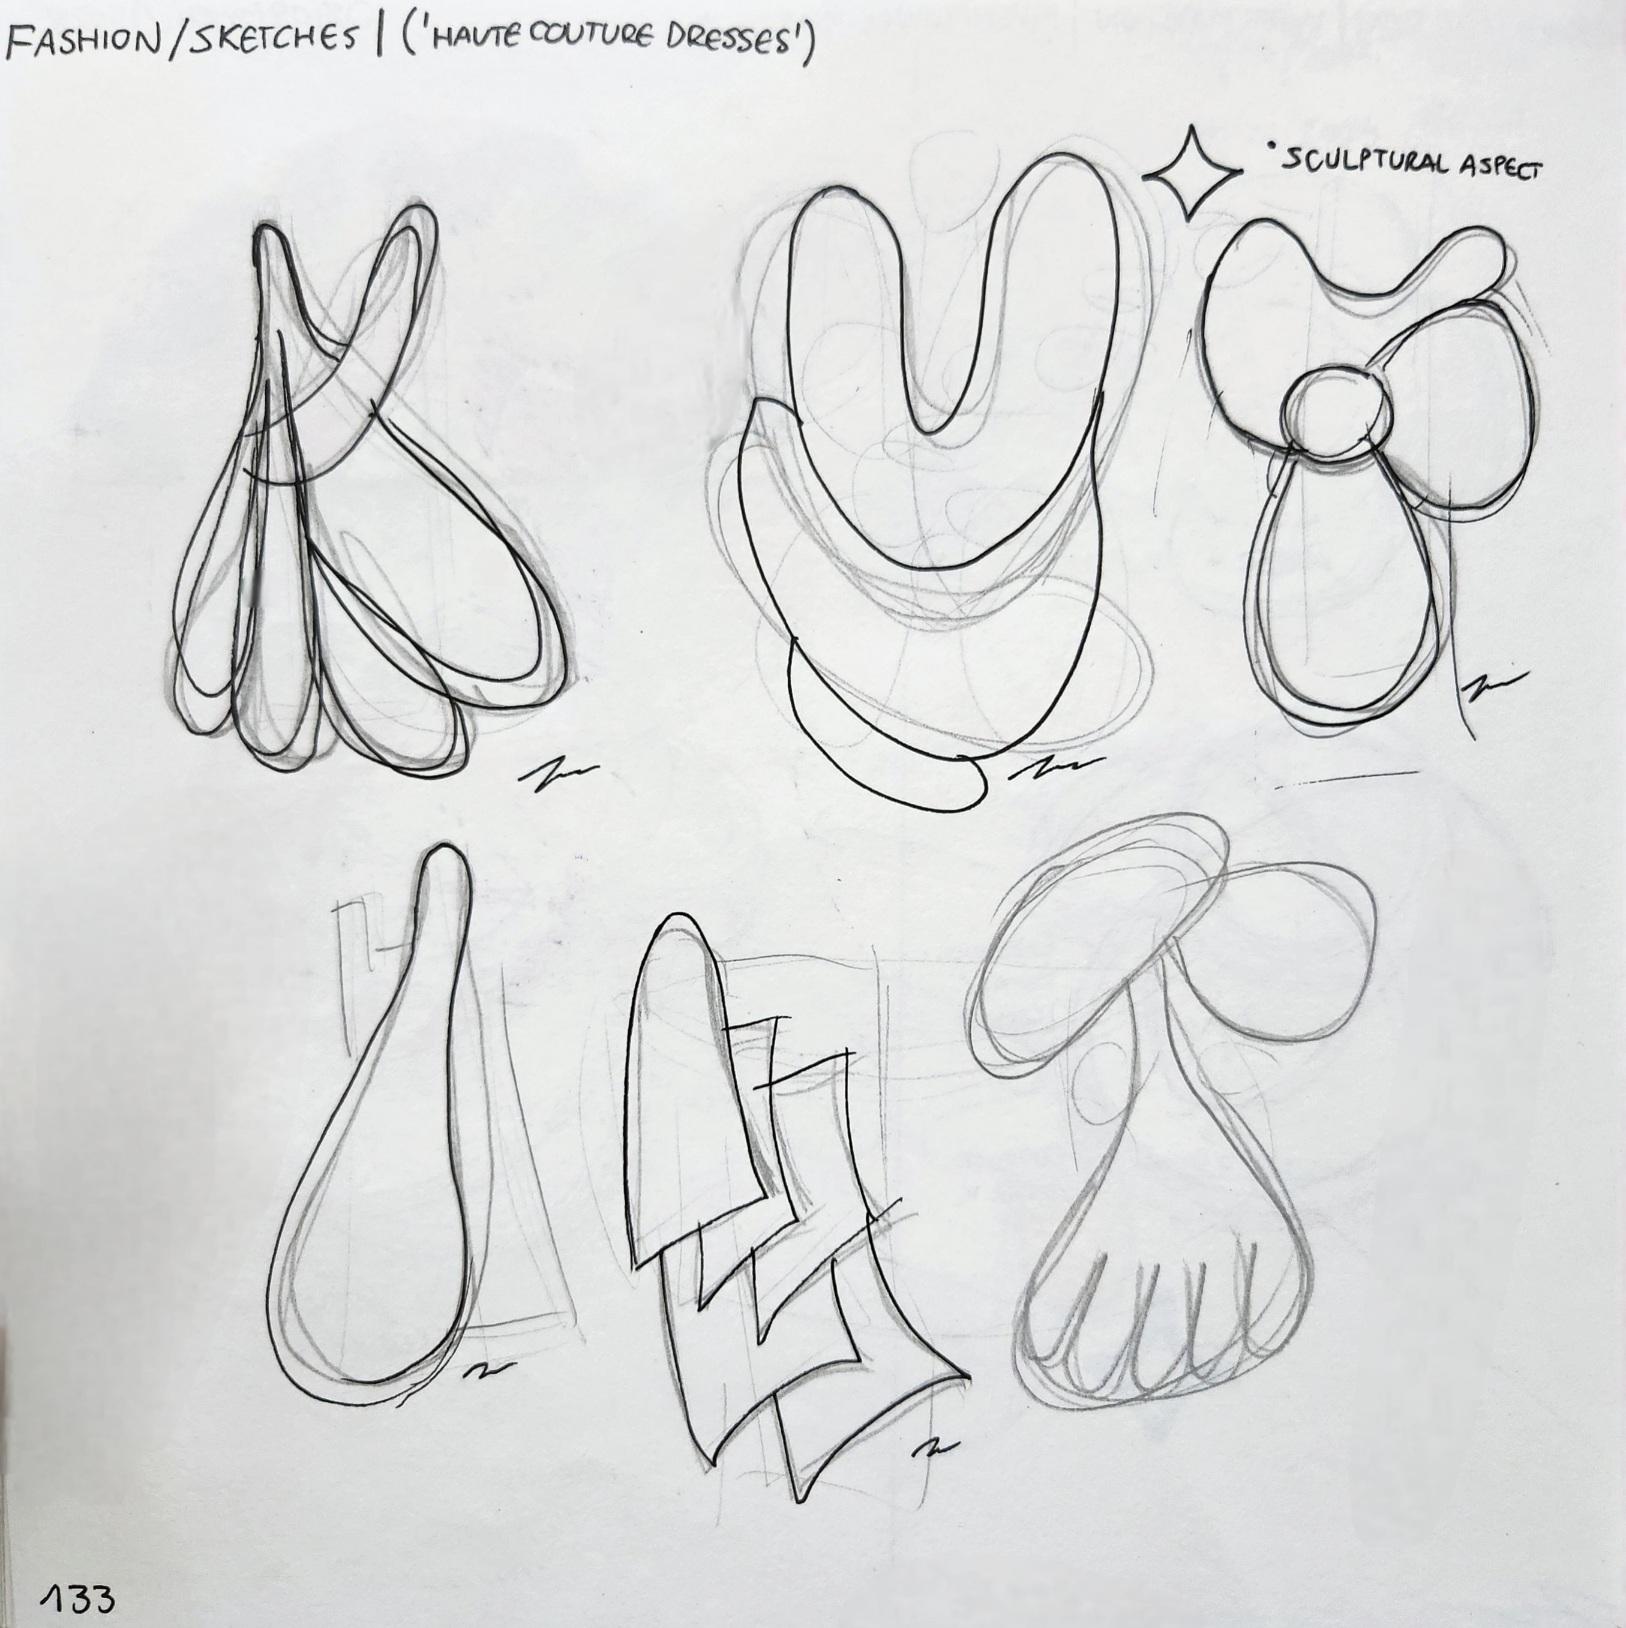 FASHION/SKETCHES | ('HAUTE COUTURE DRESSES')
*SCULPTURAL ASPECT
133